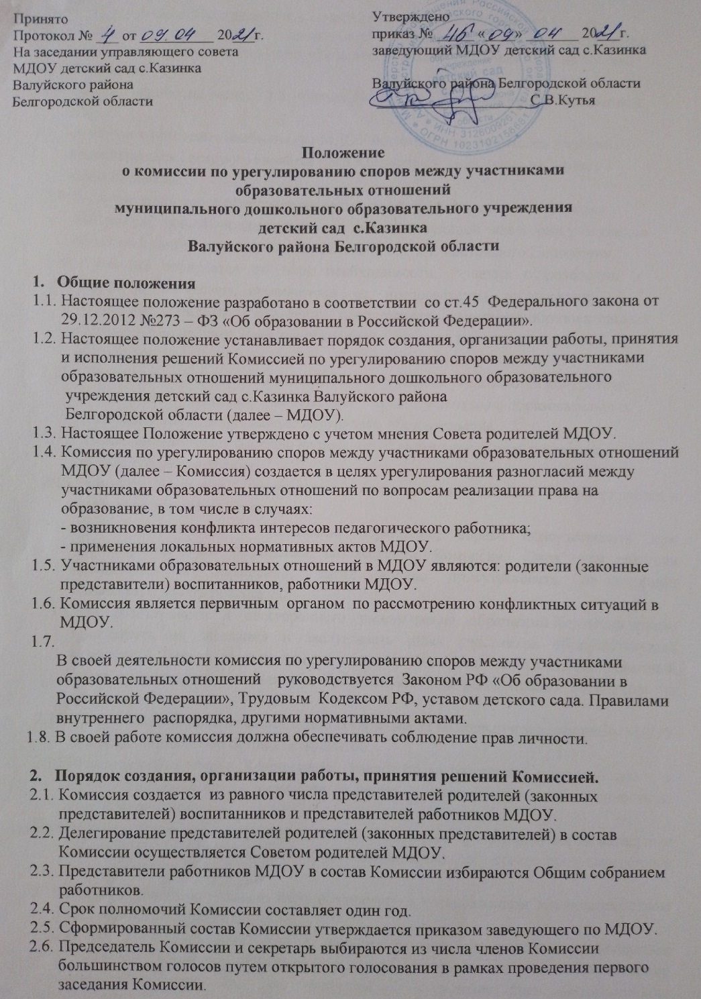 Принято
Протокол № 4 от 09. 04 2021г.
На заседании управляющего совета
МДОУ детский сад с.Казинка
Валуйского района
Белгородской области
Утверждено
приказ № 46 «09» 04 2021г.
заведующий МДОУ детский сад с.Казинка
Валуйского района Белгородской области
С.В.Кутья
детский сад
Положение
о комиссии по урегулированию споров между участниками
образовательных отношений
муниципального дошкольного образовательного учреждения
детский сад с.Казинка
Валуйского района Белгородской области
1. Общие положения
1.1. Настоящее положение разработано в соответствии со ст.45 Федерального закона от
29.12.2012 №273 – ФЗ «Об образовании в Российской Федерации».
1.2. Настоящее положение устанавливает порядок создания, организации работы, принятия
и исполнения решений Комиссией по урегулированию споров между участниками
образовательных отношений муниципального дошкольного образовательного
учреждения детский сад с.Казинка Валуйского района
Белгородской области (далее – МДОУ).
1.3. Настоящее Положение утверждено с учетом мнения Совета родителей МДОУ.
1.4. Комиссия по урегулированию споров между участниками образовательных отношений
МДОУ (далее – Комиссия) создается в целях урегулирования разногласий между
участниками образовательных отношений по вопросам реализации права на
образование, в том числе в случаях:
- возникновения конфликта интересов педагогического работника;
- применения локальных нормативных актов МДОУ.
1.5. Участниками образовательных отношений в МДОУ являются: родители (законные
представители) воспитанников, работники МДОУ.
1.6. Комиссия является первичным органом по рассмотрению конфликтных ситуаций в
МДОУ.
1.7.
В своей деятельности комиссия по урегулированию споров между участниками
образовательных отношений руководствуется Законом РФ «Об образовании в
Российской Федерации», Трудовым Кодексом РФ, уставом детского сада. Правилами
внутреннего распорядка, другими нормативными актами.
1.8. В своей работе комиссия должна обеспечивать соблюдение прав личности.
2. Порядок создания, организации работы, принятия решений Комиссией.
2.1. Комиссия создается из равного числа представителей родителей (законных
представителей) воспитанников и представителей работников МДОУ.
2.2. Делегирование представителей родителей (законных представителей) в состав
Комиссии осуществляется Советом родителей МДОУ.
2.3. Представители работников МДОУ в состав Комиссии избираются Общим собранием
работников.
2.4. Срок полномочий Комиссии составляет один год.
2.5. Сформированный состав Комиссии утверждается приказом заведующего по МДОУ.
2.6. Председатель Комиссии и секретарь выбираются из числа членов Комиссии
большинством голосов путем открытого голосования в рамках проведения первого
заседания Комиссии.